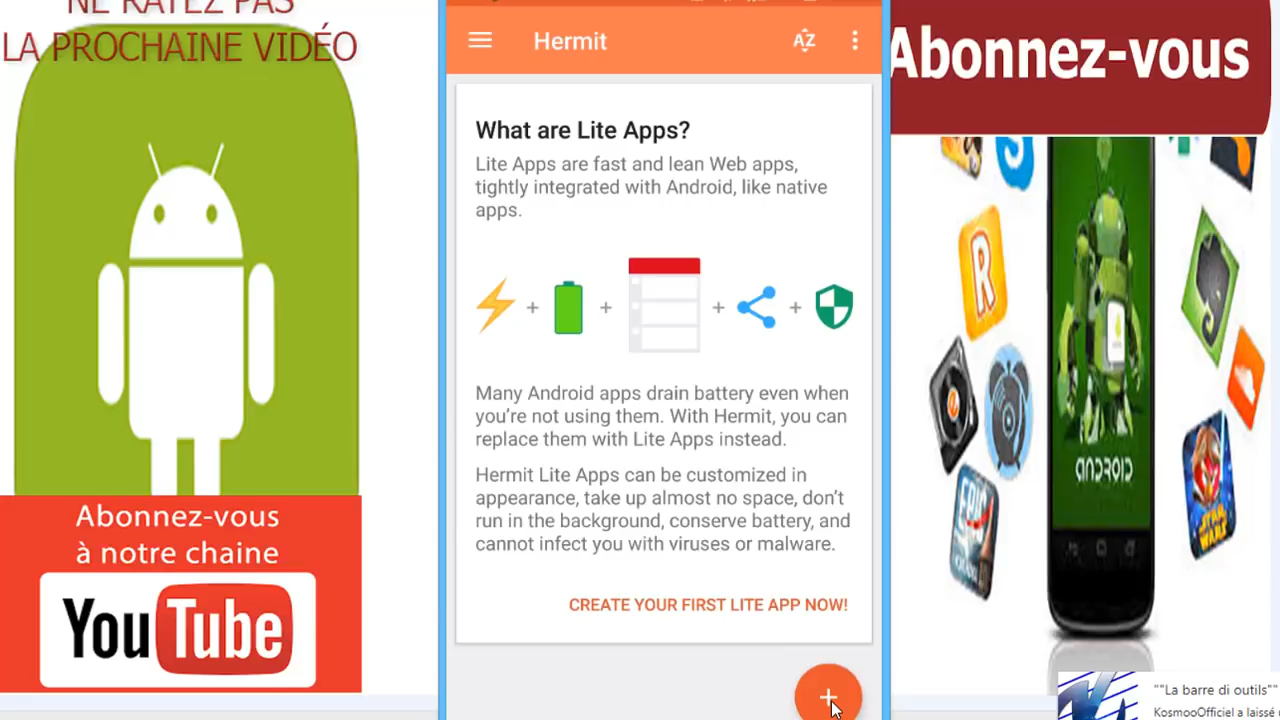 NE RATEZ PAS
LA PROCHAINE VIDÉO
Abonnez-vous
à notre chaine
YouTube
Hermit
AZ
What are Lite Apps?
Lite Apps are fast and lean Web apps,
tightly integrated with Android, like native
apps.
+ + + +
Many Android apps drain battery even when
you’re not using them. With Hermit, you can
replace them with Lite Apps instead.
Hermit Lite Apps can be customized in
appearance, take up almost no space, don’t
run in the background, conserve battery, and
cannot infect you with viruses or malware.
CREATE YOUR FIRST LITE APP NOW!
+
Abonnez-vous
R
ANDROID
EPIC
STAR
WARS
""La barre di outils""
KosmooOfficiel a laissé